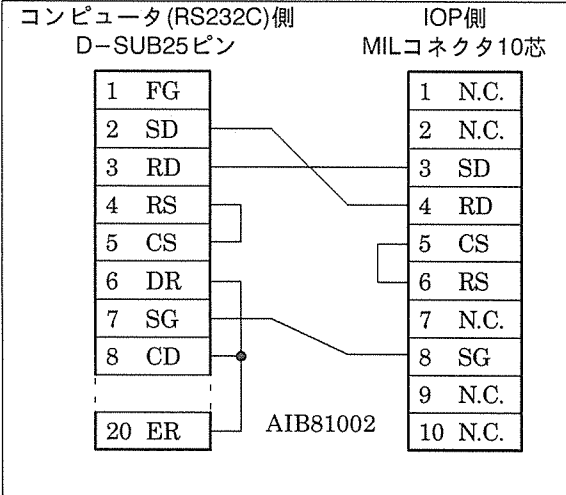 コンピュータ(RS232C)側
D-SUB25ピン
IOP側
MILコネクタ10芯
1 FG
2 SD
3 RD
4 RS
5 CS
6 DR
7 SG
8 CD
20 ER
AIB81002
1 N.C.
2 N.C.
3 SD
4 RD
5 CS
6 RS
7 N.C.
8 SG
9 N.C.
10 N.C.